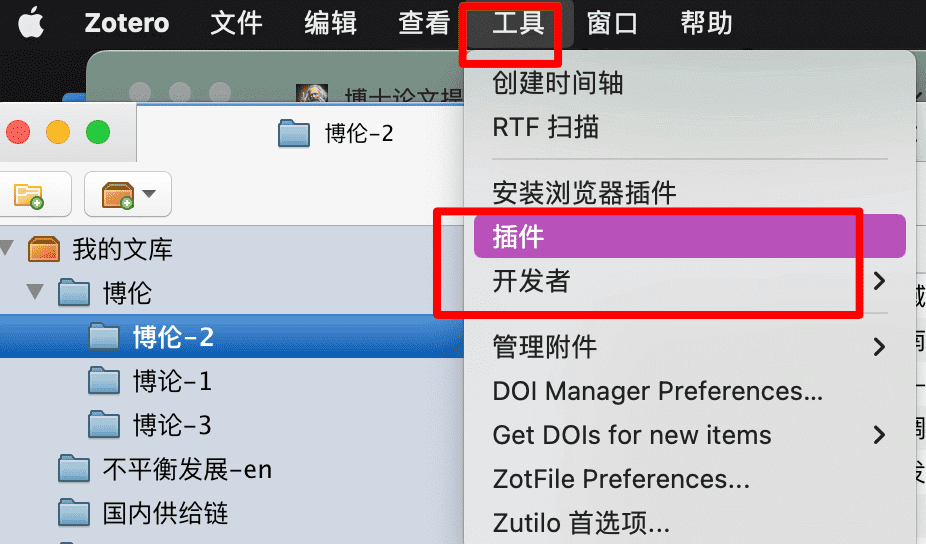 Zotero 文件 编辑 查看 工具 窗口 帮助
博士论文提
博伦-2
创建时间轴
RTF 扫描
安装浏览器插件
插件
开发者
管理附件
DOI Manager Preferences...
Get DOIs for new items
ZotFile Preferences...
Zutilo 首选项...
我的文库
博伦
博伦-2
博论-1
博论-3
不平衡发展-en
国内供给链